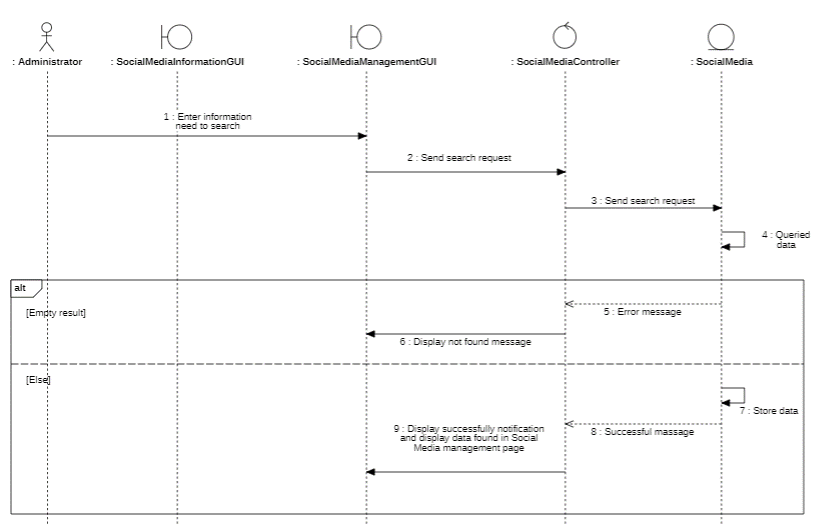 : Administrator
: SocialMediaInformationGUI
: SocialMediaManagementGUI
: SocialMediaController
: SocialMedia
1 : Enter information
need to search
2 : Send search request
3 : Send search request
4 : Queried
data
alt
[Empty result]
5 : Error message
6 : Display not found message
[Else]
7 : Store data
8 : Successful massage
9 : Display successfully notification
and display data found in Social
Media management page